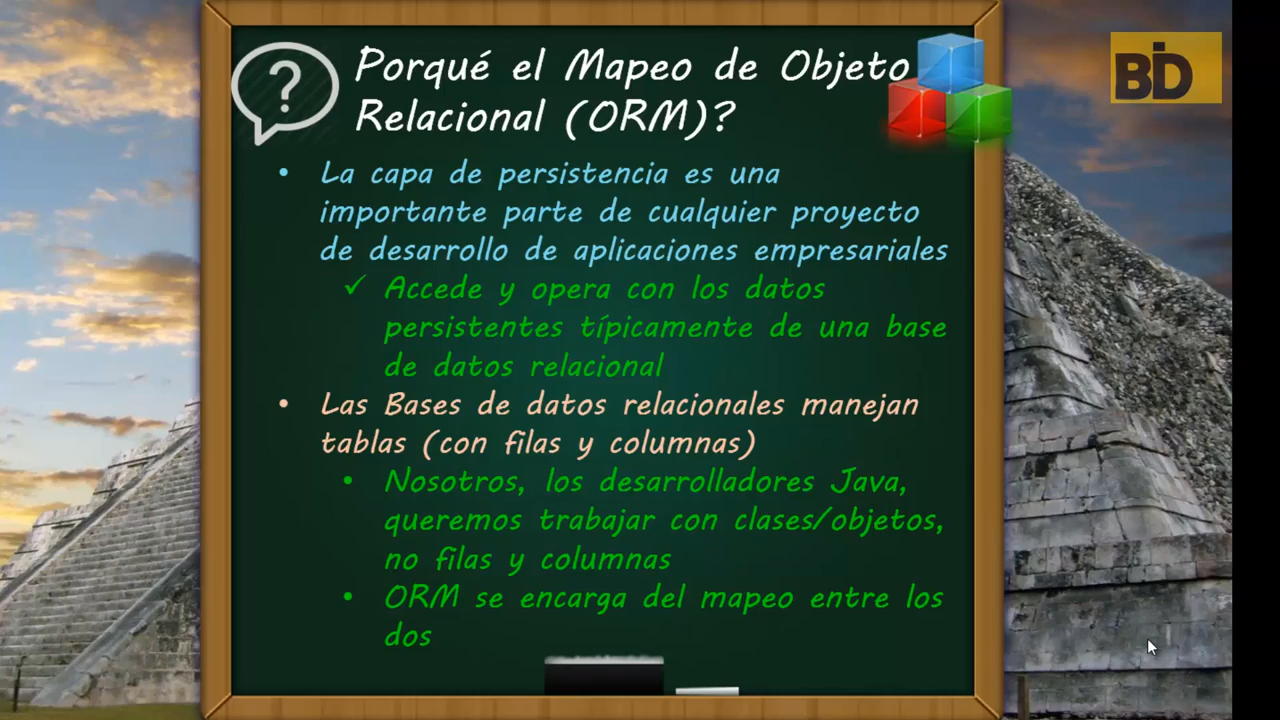 Porqué el Mapeo de Objeto
Relacional (ORM)?
BID
• La capa de persistencia es una
importante parte de cualquier proyecto
de desarrollo de aplicaciones empresariales
✓ Accede y opera con los datos
persistentes típicamente de una base
de datos relacional
• Las Bases de datos relacionales manejan
tablas (con filas y columnas)
• Nosotros, los desarrolladores Java,
queremos trabajar con clases/objetos,
no filas y columnas
• ORM se encarga del mapeo entre los
dos